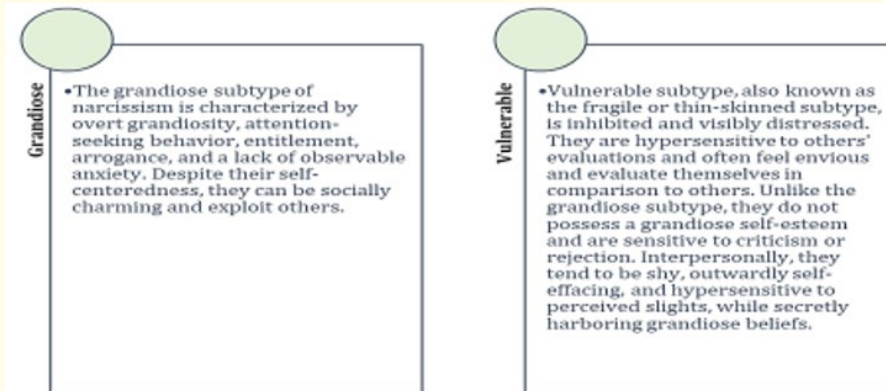 Grandiose
•The grandiose subtype of
narcissism is characterized by
overt grandiosity, attention-
seeking behavior, entitlement,
arrogance, and a lack of observable
anxiety. Despite their self-
centeredness, they can be socially
charming and exploit others.
Vulnerable
•Vulnerable subtype, also known as
the fragile or thin-skinned subtype,
is inhibited and visibly distressed.
They are hypersensitive to others'
evaluations and often feel envious
and evaluate themselves in
comparison to others. Unlike the
grandiose subtype, they do not
possess a grandiose self-esteem
and are sensitive to criticism or
rejection. Interpersonally, they
tend to be shy, outwardly self-
effacing, and hypersensitive to
perceived slights, while secretly
harboring grandiose beliefs.